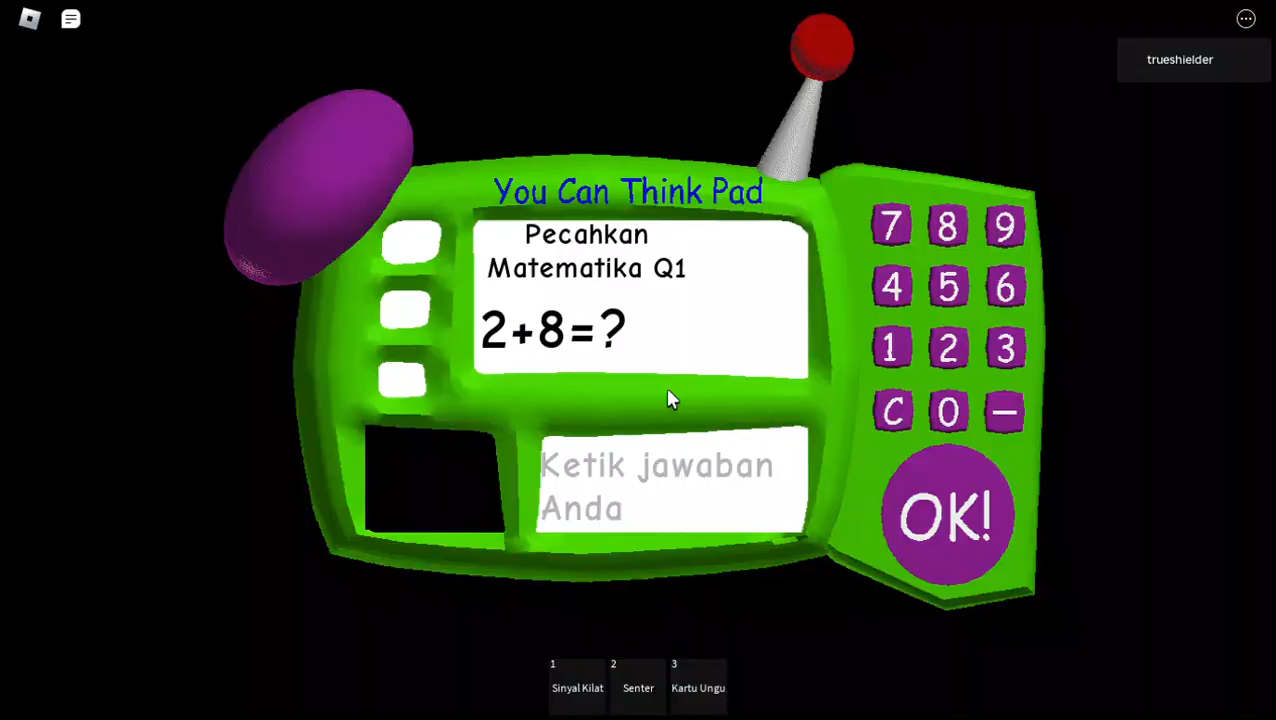 trueshielder
You Can Think Pad
Pecahkan
Matematika Q1
2+8=?
Ketik jawaban
Anda
7 8 9
4 5 6
1 2 3
C 0 −
OK!
1 2 3
Sinyal Kilat Senter Kartu Ungu